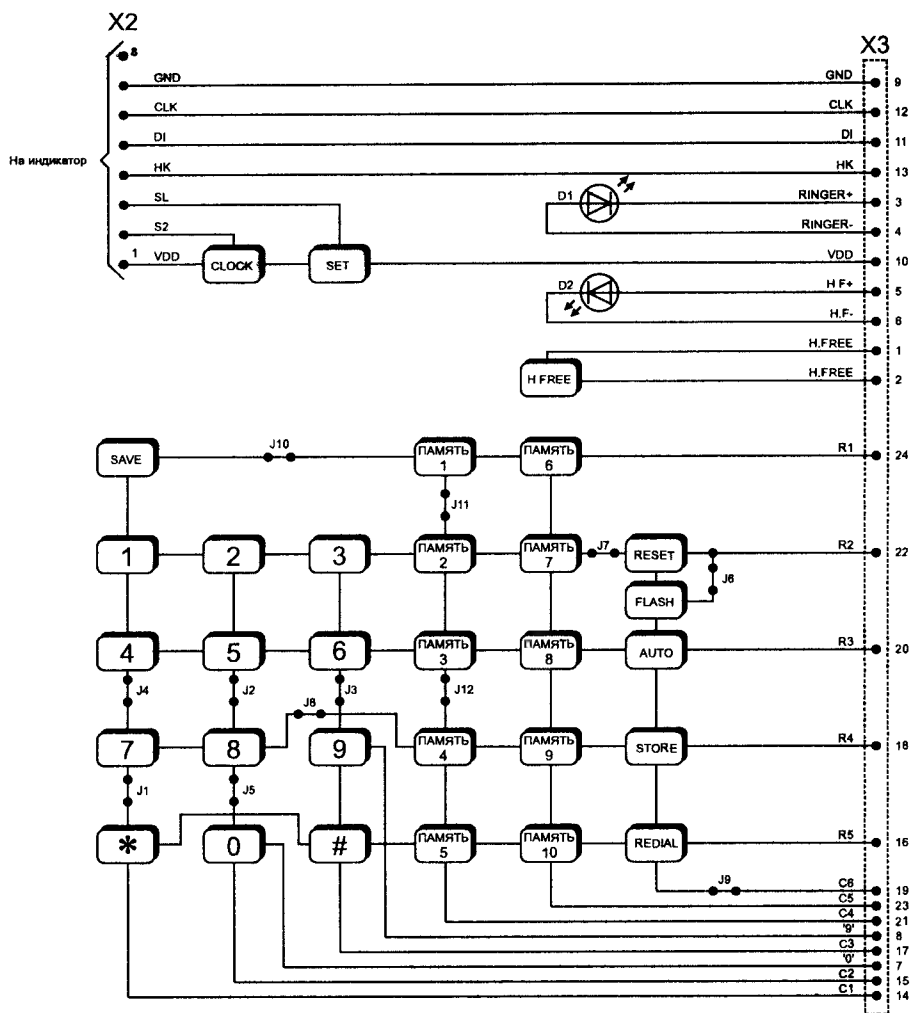 X2
X3
8
GND
GND
9
CLK
CLK
12
DI
DI
11
На индикатор
HK
HK
13
SL
D1
RINGER+
3
S2
RINGER-
4
1
VDD
CLOCK
SET
VDD
10
D2
H F+
5
H.F-
6
H.FREE
1
H FREE
H.FREE
2
SAVE
J10
ПАМЯТЬ
1
ПАМЯТЬ
6
R1
24
J11
1
2
3
ПАМЯТЬ
2
ПАМЯТЬ
7
J7
RESET
R2
22
J6
FLASH
4
5
6
ПАМЯТЬ
3
ПАМЯТЬ
8
AUTO
R3
20
J4
J2
J3
J12
J8
7
8
9
ПАМЯТЬ
4
ПАМЯТЬ
9
STORE
R4
18
J1
J5
*
0
#
ПАМЯТЬ
5
ПАМЯТЬ
10
REDIAL
R5
16
J9
C6
19
C5
23
C4
21
'9'
8
C3
17
'0'
7
C2
15
C1
14